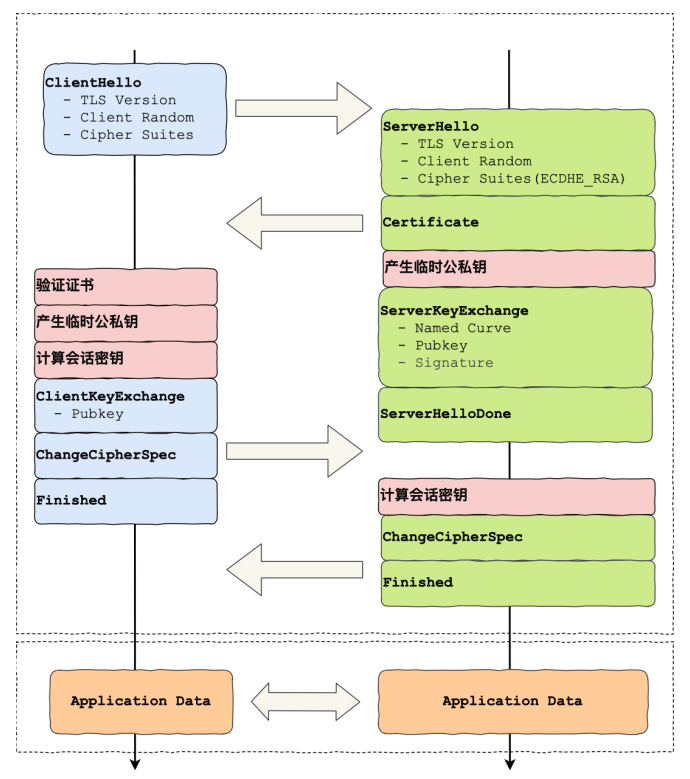 ClientHello
- TLS Version
- Client Random
- Cipher Suites
ServerHello
- TLS Version
- Client Random
- Cipher Suites(ECDHE_RSA)
Certificate
产生临时公私钥
ServerKeyExchange
- Named Curve
- Pubkey
- Signature
ServerHelloDone
验证证书
产生临时公私钥
计算会话密钥
ClientKeyExchange
- Pubkey
ChangeCipherSpec
Finished
计算会话密钥
ChangeCipherSpec
Finished
Application Data
Application Data